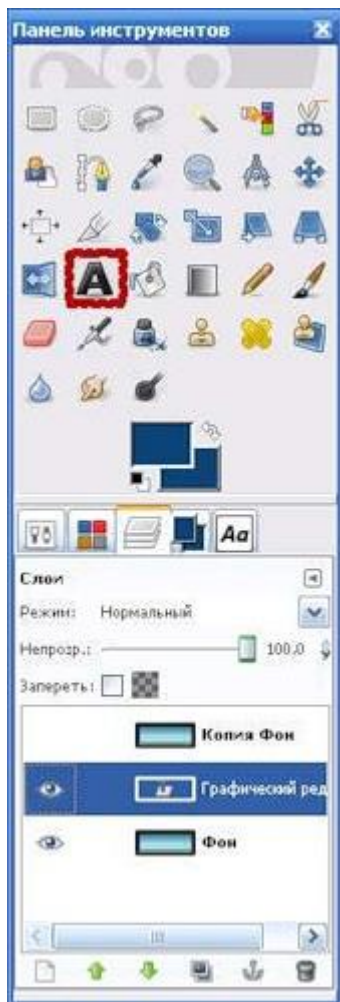 Панель инструментов
A
Aa
Слои
Режим: Нормальный
Непрозр.: 100,0
Запереть:
Копия Фон
Графический ред
Фон